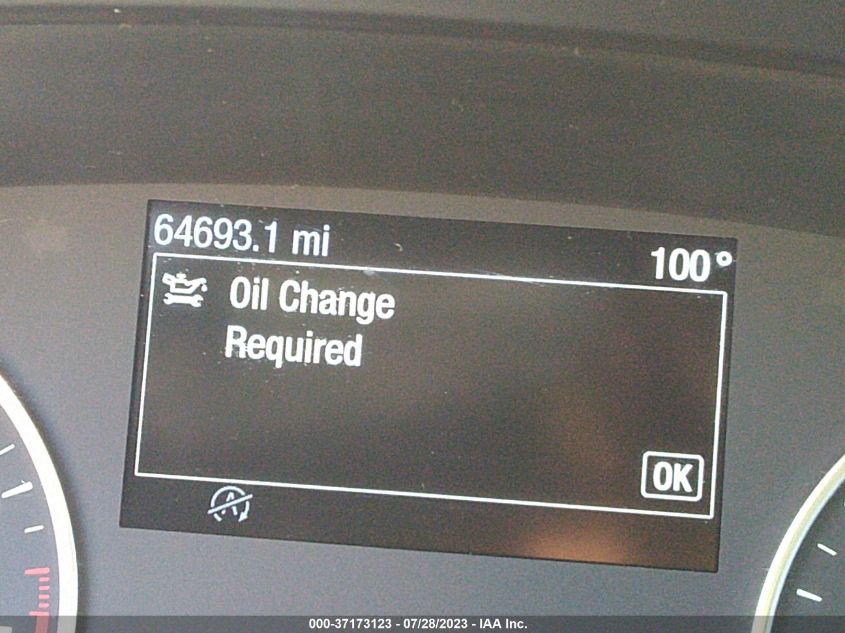 64693.1 mi
100°
Oil Change
Required
OK
A
000-37173123 - 07/28/2023 - IAA Inc.